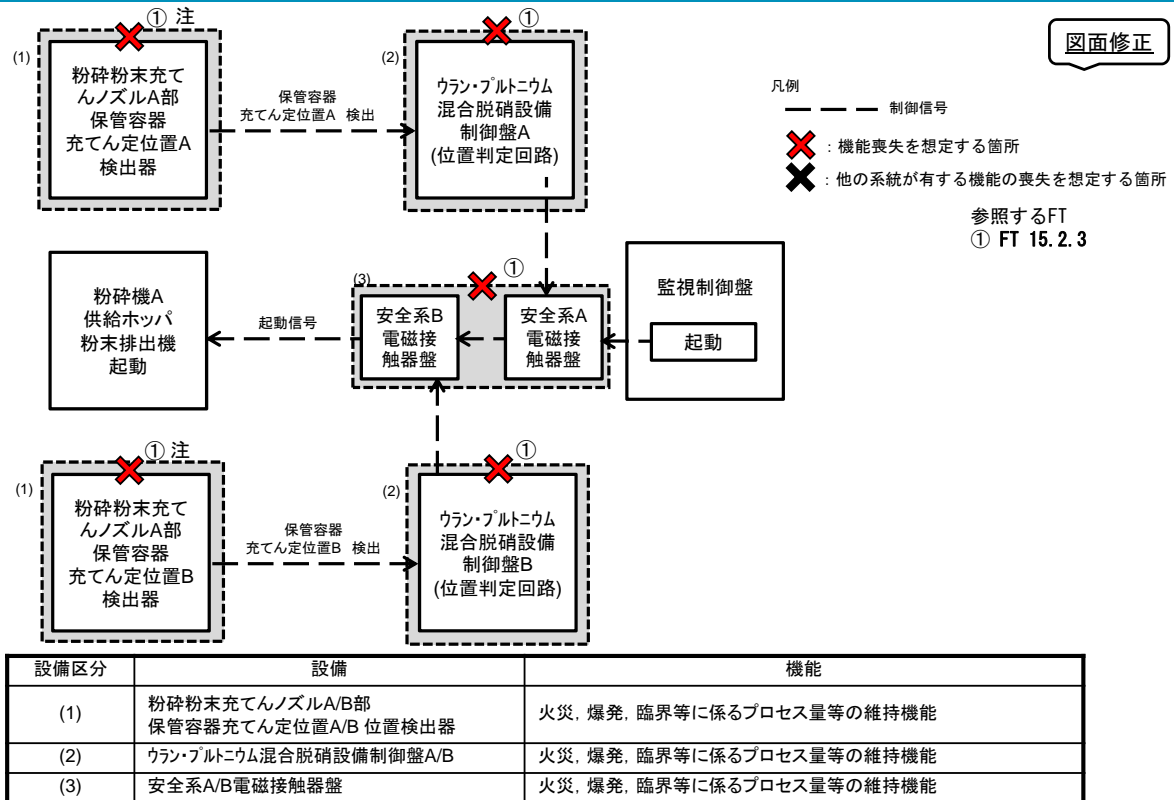 ① 注
(1)
粉砕粉末充て
んノズルA部
保管容器
充てん定位置A
検出器
保管容器
充てん定位置A 検出
①
(2)
ウラン・プルトニウム
混合脱硝設備
制御盤A
(位置判定回路)
図面修正
凡例
制御信号
:機能喪失を想定する箇所
:他の系統が有する機能の喪失を想定する箇所
参照するFT
① FT 15.2.3
粉砕機A
供給ホッパ
粉末排出機
起動
起動信号
(3)
①
安全系B
電磁接
触器盤
安全系A
電磁接
触器盤
監視制御盤
起動
① 注
(1)
粉砕粉末充て
んノズルA部
保管容器
充てん定位置B
検出器
保管容器
充てん定位置B 検出
①
(2)
ウラン・プルトニウム
混合脱硝設備
制御盤B
(位置判定回路)
設備区分 設備 機能
(1) 粉砕粉末充てんノズルA/B部
保管容器充てん定位置A/B 位置検出器 火災, 爆発, 臨界等に係るプロセス量等の維持機能
(2) ウラン・プルトニウム混合脱硝設備制御盤A/B 火災, 爆発, 臨界等に係るプロセス量等の維持機能
(3) 安全系A/B電磁接触器盤 火災, 爆発, 臨界等に係るプロセス量等の維持機能